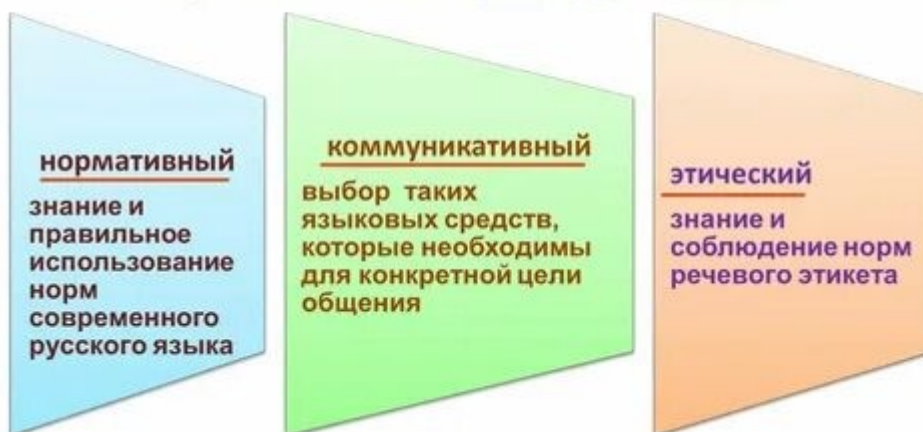 нормативный
знание и
правильное
использование
норм
современного
русского языка
коммуникативный
выбор таких
языковых средств,
которые необходимы
для конкретной цели
общения
этический
знание и
соблюдение норм
речевого этикета